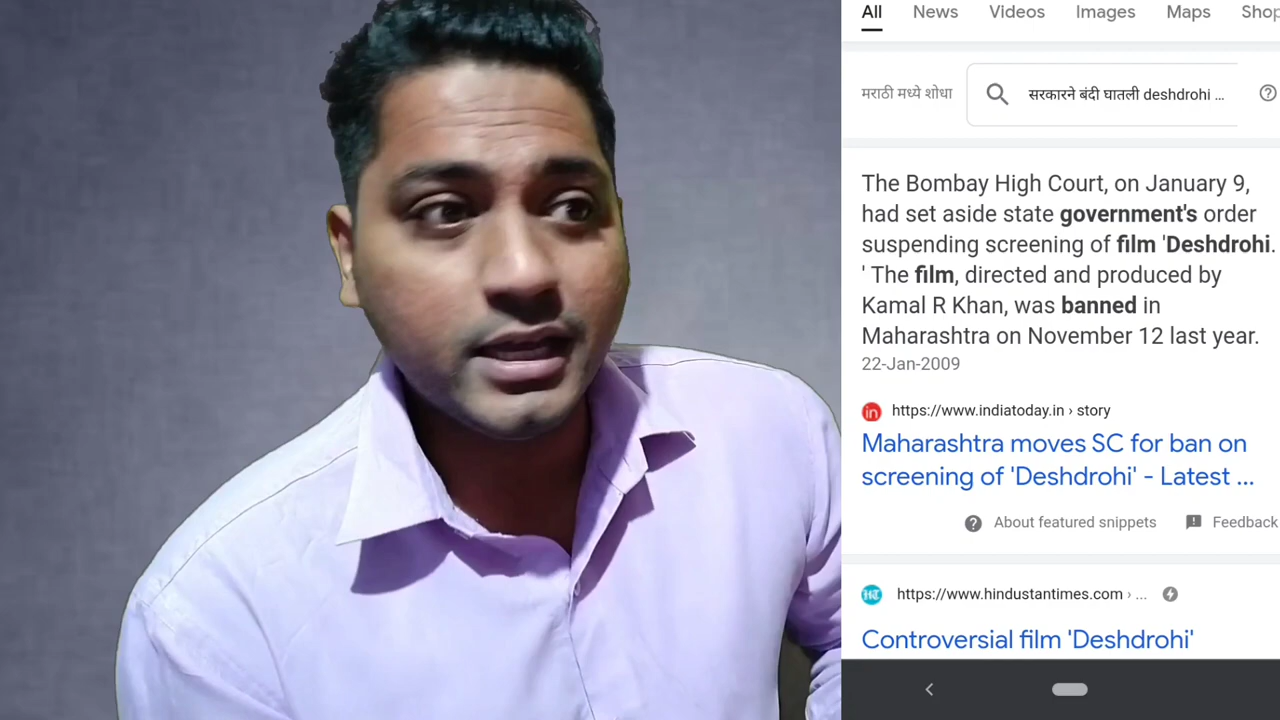 All News Videos Images Maps Shop
मराठी मध्ये शोधा सरकारने बंदी घातली deshdrohi ...
The Bombay High Court, on January 9,
had set aside state government's order
suspending screening of film 'Deshdrohi.
' The film, directed and produced by
Kamal R Khan, was banned in
Maharashtra on November 12 last year.
22-Jan-2009
in https://www.indiatoday.in › story
Maharashtra moves SC for ban on
screening of 'Deshdrohi' - Latest ...
About featured snippets Feedback
HT https://www.hindustantimes.com › ...
Controversial film 'Deshdrohi'